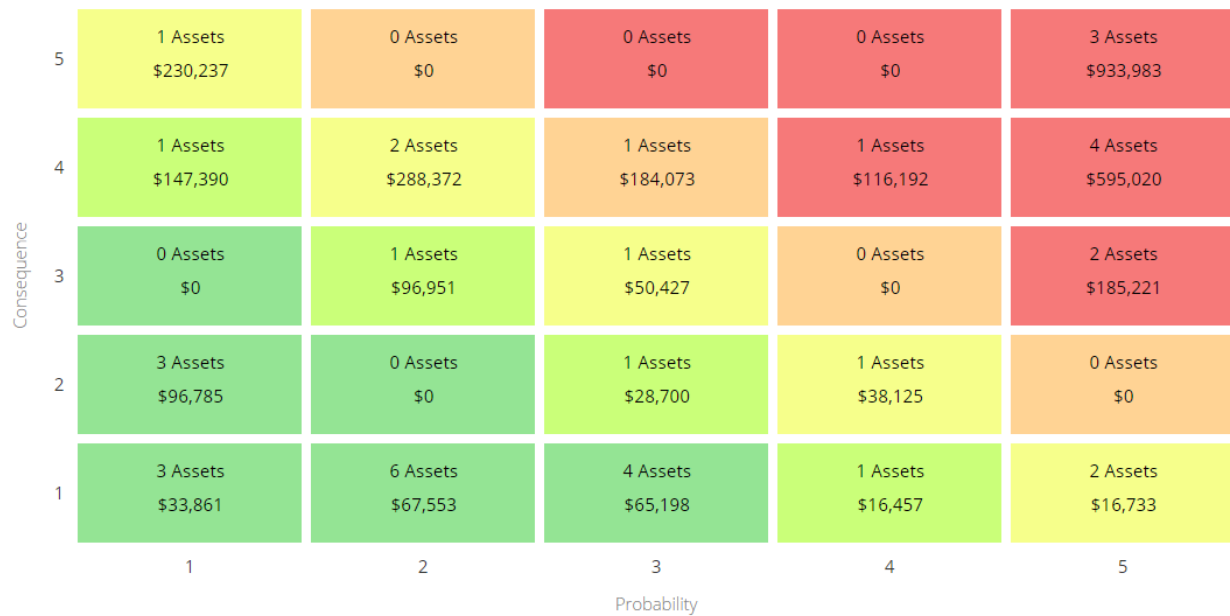 5
1 Assets
$230,237
0 Assets
$0
0 Assets
$0
0 Assets
$0
3 Assets
$933,983
4
1 Assets
$147,390
2 Assets
$288,372
1 Assets
$184,073
1 Assets
$116,192
4 Assets
$595,020
Consequence
3
0 Assets
$0
1 Assets
$96,951
1 Assets
$50,427
0 Assets
$0
2 Assets
$185,221
2
3 Assets
$96,785
0 Assets
$0
1 Assets
$28,700
1 Assets
$38,125
0 Assets
$0
1
3 Assets
$33,861
6 Assets
$67,553
4 Assets
$65,198
1 Assets
$16,457
2 Assets
$16,733
1
2
3
4
5
Probability